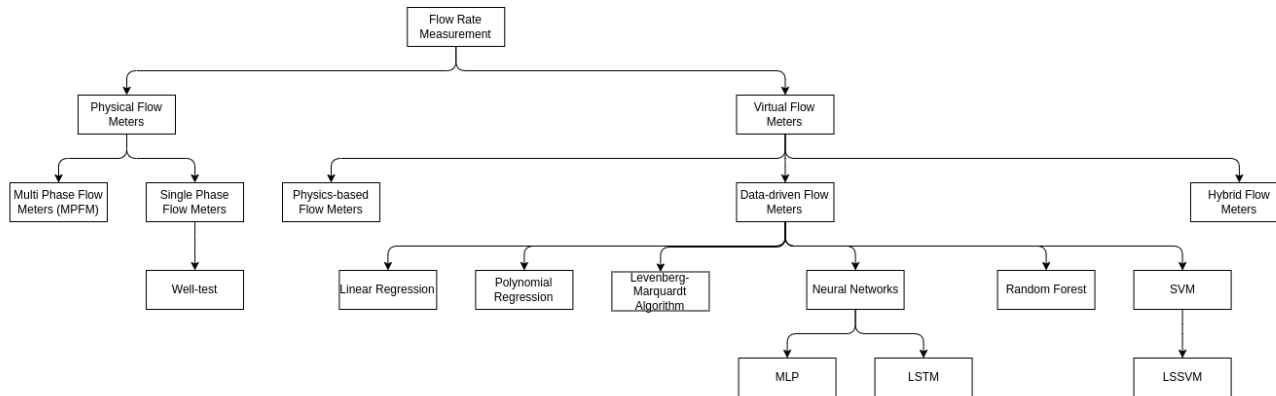 Flow Rate
Measurement
Physical Flow
Meters
Virtual Flow
Meters
Multi Phase Flow
Meters (MPFM)
Single Phase
Flow Meters
Physics-based
Flow Meters
Data-driven Flow
Meters
Hybrid Flow
Meters
Well-test
Linear Regression
Polynomial
Regression
Levenberg-
Marquardt
Algorithm
Neural Networks
Random Forest
SVM
MLP
LSTM
LSSVM